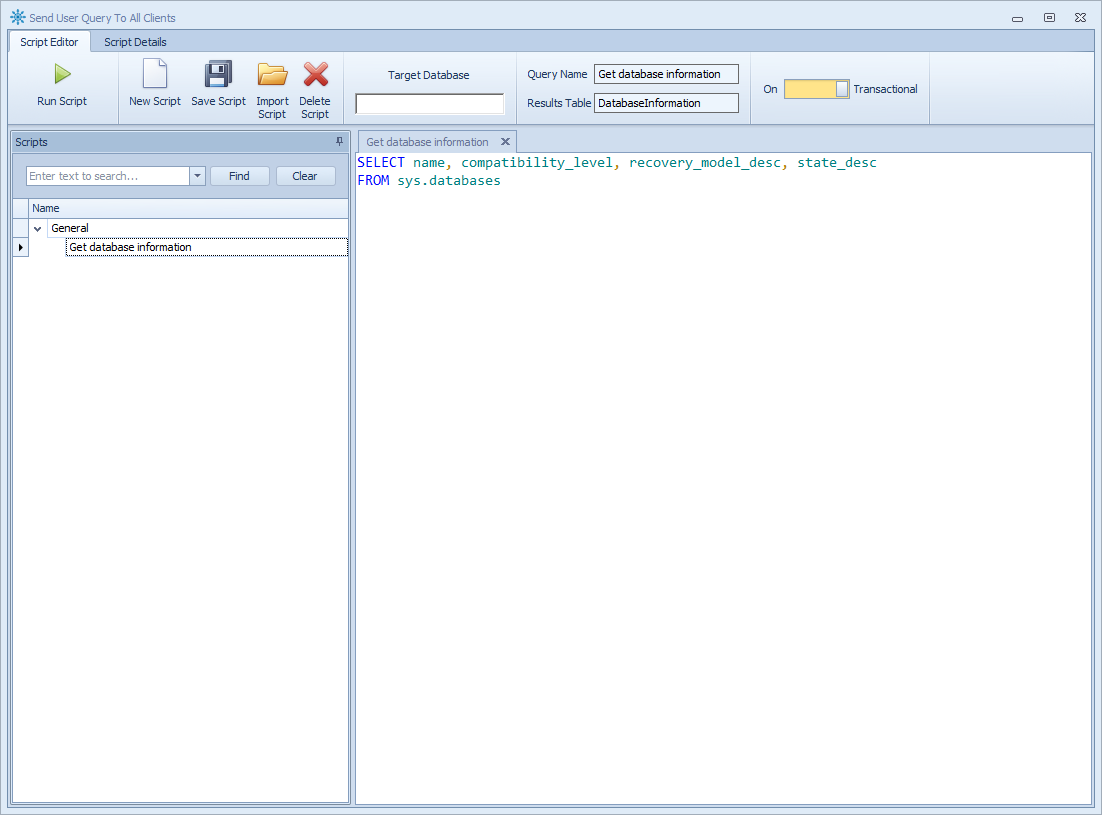 Send User Query To All Clients
Script Editor Script Details
Run Script
New Script
Save Script
Import
Script
Delete
Script
Target Database
Query Name Get database information
Results Table DatabaseInformation
On Transactional
Scripts
Enter text to search... Find Clear
Name
General
Get database information
Get database information
SELECT name, compatibility_level, recovery_model_desc, state_desc
FROM sys.databases